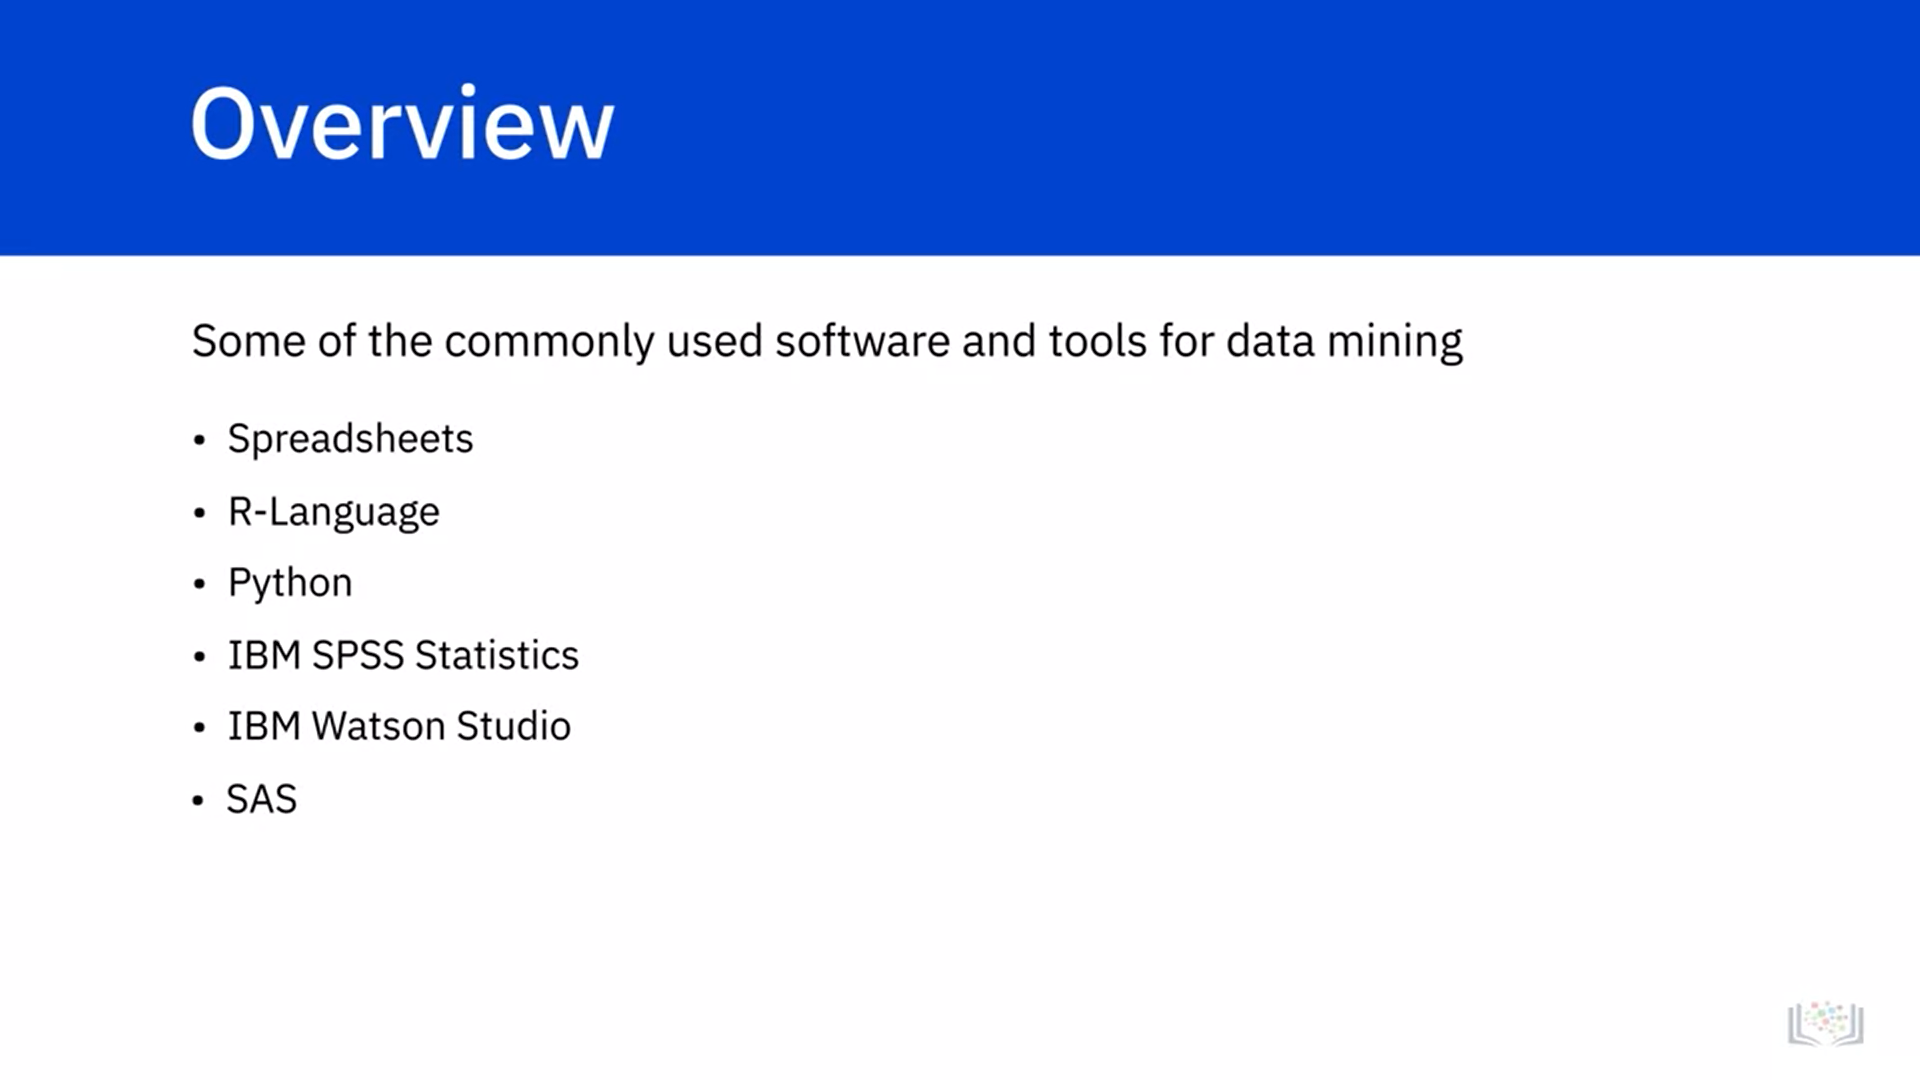 Overview
Some of the commonly used software and tools for data mining
• Spreadsheets
• R-Language
• Python
• IBM SPSS Statistics
• IBM Watson Studio
• SAS